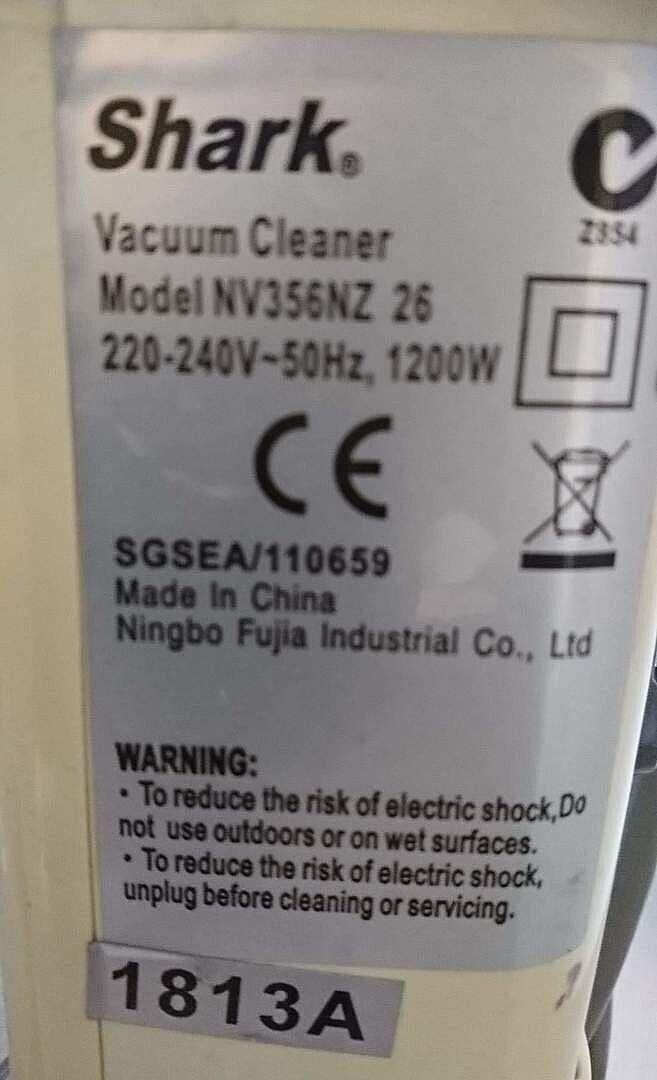 Shark®
Z354
Vacuum Cleaner
Model NV356NZ 26
220-240V~50Hz, 1200W
CE
SGSEA/110659
Made In China
Ningbo Fujia Industrial Co., Ltd
WARNING:
• To reduce the risk of electric shock,Do
not use outdoors or on wet surfaces.
• To reduce the risk of electric shock,
unplug before cleaning or servicing.
1813A